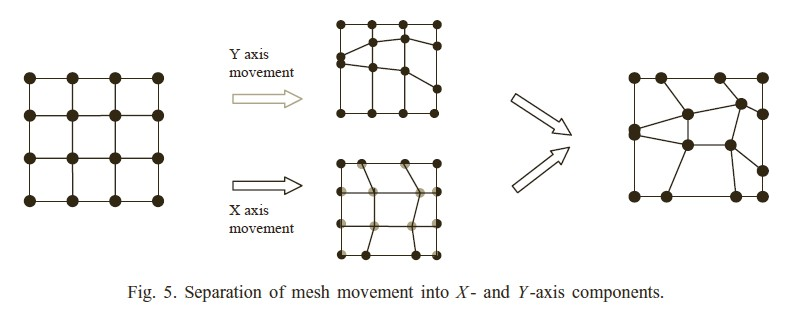 Y axis
movement
X axis
movement
Fig. 5. Separation of mesh movement into X- and Y-axis components.